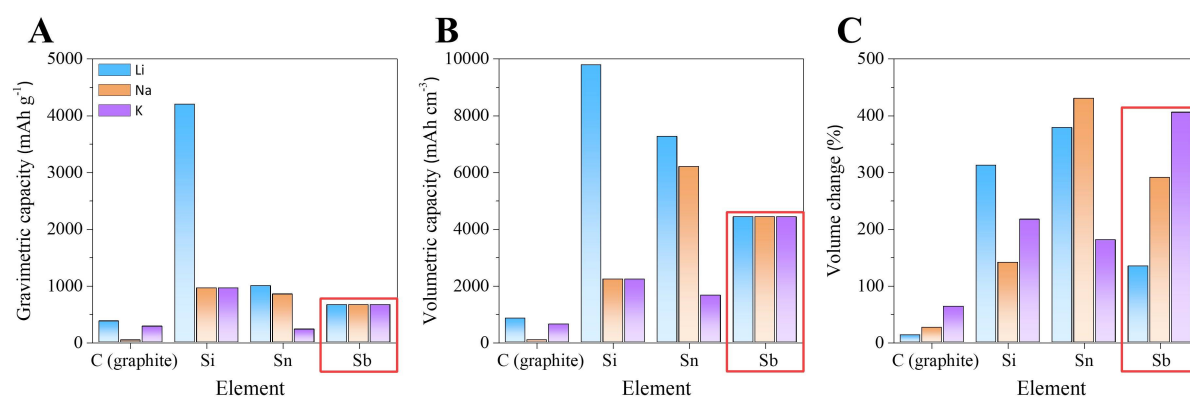 A
Gravimetric capacity (mAh g⁻¹)
5000
4000
3000
2000
1000
0
Li
Na
K
C (graphite) Si Sn Sb
Element
B
Volumetric capacity (mAh cm⁻³)
10000
8000
6000
4000
2000
0
C (graphite) Si Sn Sb
Element
C
Volume change (%)
500
400
300
200
100
0
C (graphite) Si Sn Sb
Element